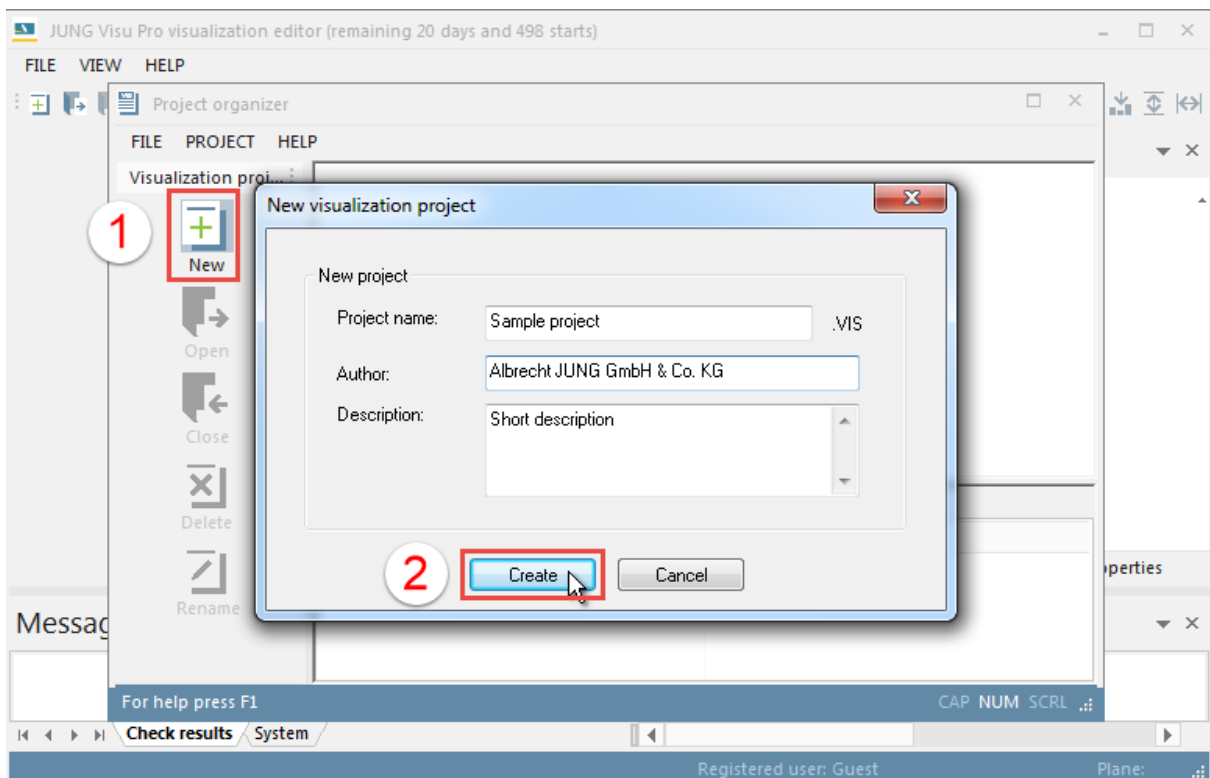 JUNG Visu Pro visualization editor (remaining 20 days and 498 starts)
FILE VIEW HELP
Project organizer
FILE PROJECT HELP
Visualization proj...
1
New
Open
Close
Delete
Rename
New visualization project
New project
Project name: Sample project .VIS
Author: Albrecht JUNG GmbH & Co. KG
Description: Short description
2
Create Cancel
operties
Messag
For help press F1 CAP NUM SCRL
Check results System
Registered user: Guest Plane: